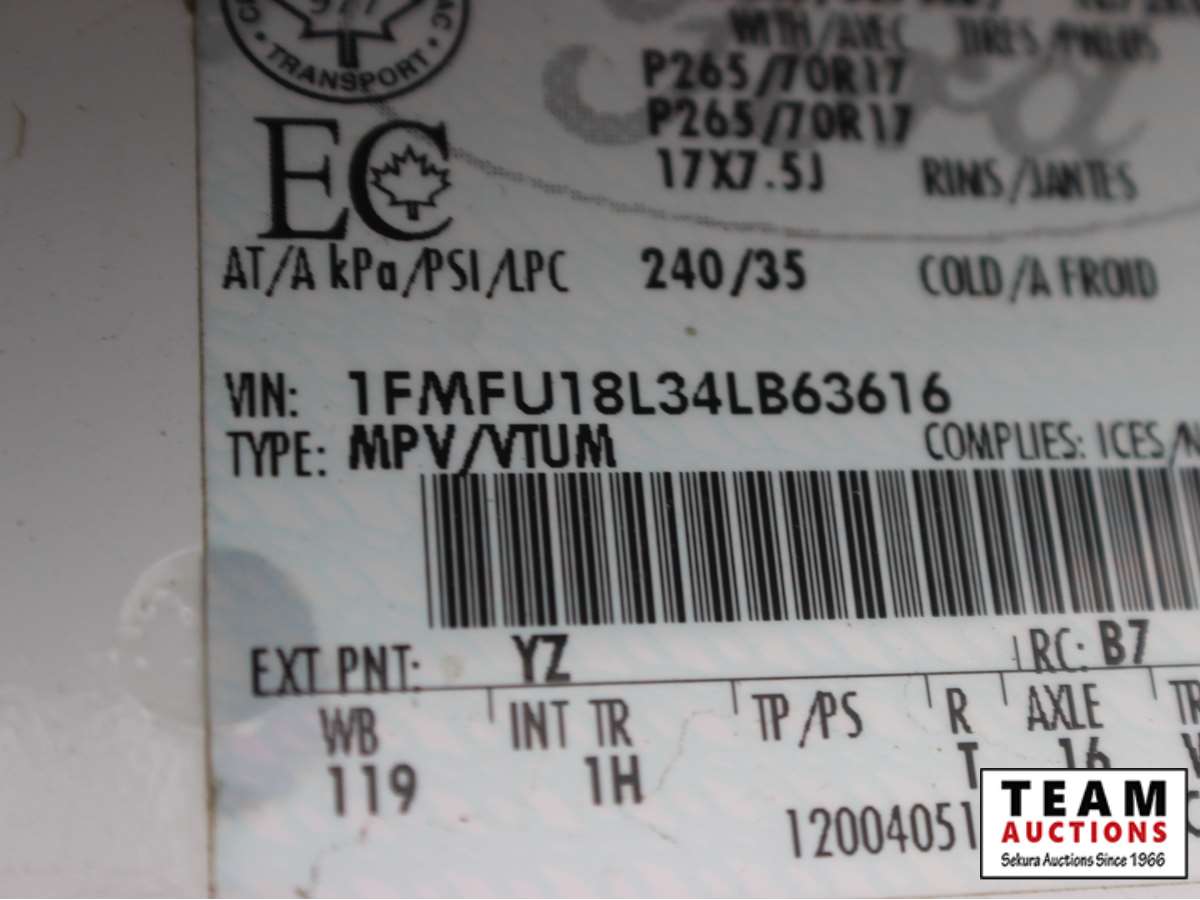 927
TRANSPORT
WITH/AVEC TIRES/PNEUS
P265/70R17
P265/70R17
EC
17X7.5J RIMS/JANTES
AT/A kPa/PSI/LPC 240/35 COLD/A FROID
VIN: 1FMFU18L34LB63616
TYPE: MPV/VTUM COMPLIES: ICES/N
EXT PNT: YZ RC: B7
WB INT TR TP/PS R AXLE
119 1H T 16
12004051
TEAM
AUCTIONS
Sekura Auctions Since 1966